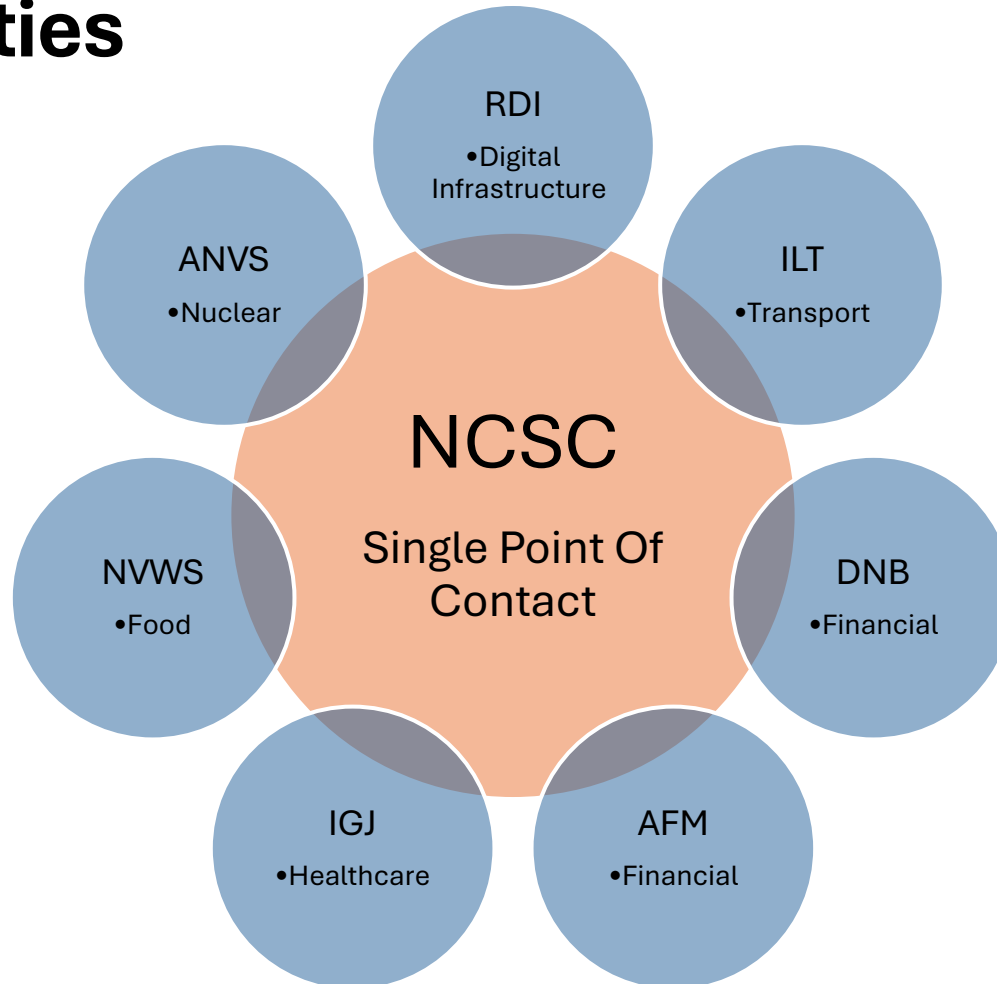 ties
RDI
•Digital
Infrastructure
ANVS
•Nuclear
ILT
•Transport
NCSC
Single Point Of
Contact
NVWS
•Food
DNB
•Financial
IGJ
•Healthcare
AFM
•Financial